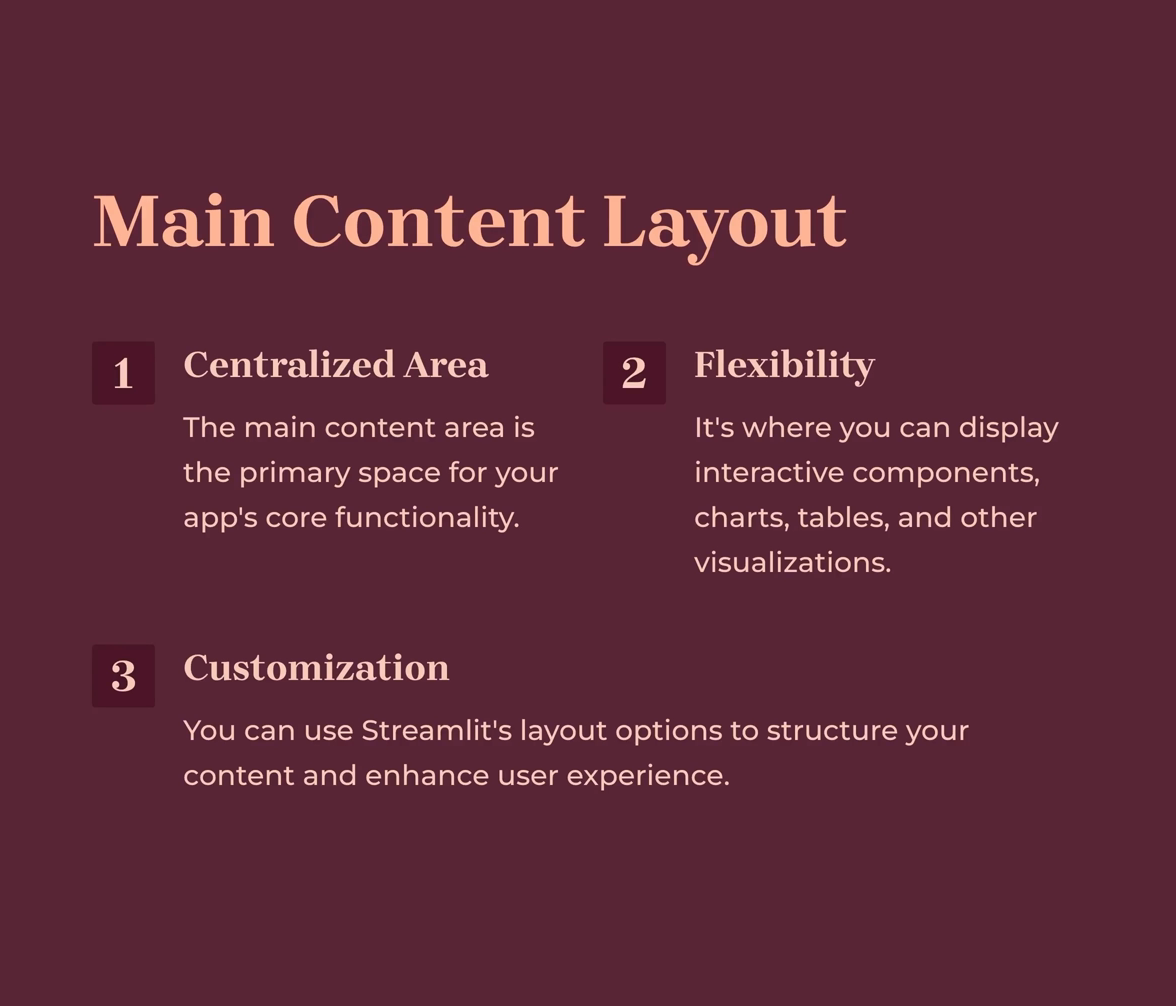 Main Content Layout
1
Centralized Area
The main content area is
the primary space for your
app's core functionality.
2
Flexibility
It's where you can display
interactive components,
charts, tables, and other
visualizations.
3
Customization
You can use Streamlit's layout options to structure your
content and enhance user experience.